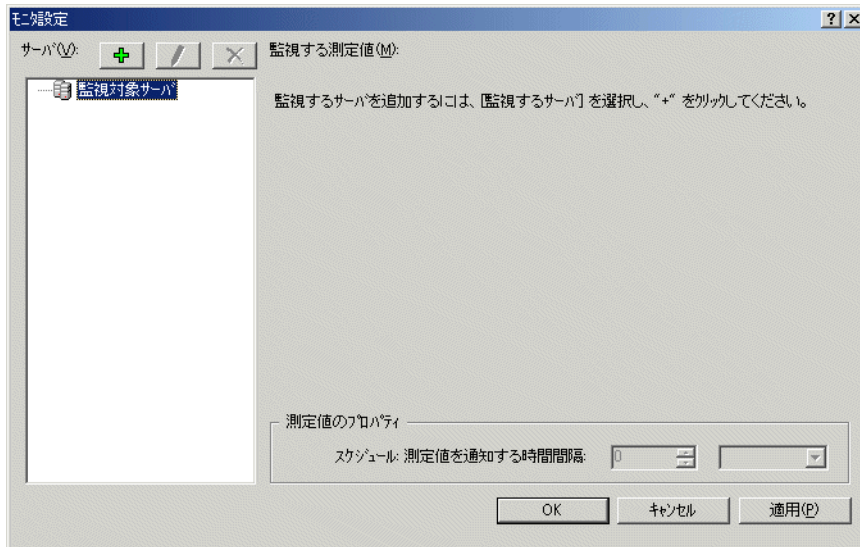 モニタ設定
サーバ(V):
監視する測定値(M):
監視対象サーバ
監視するサーバを追加するには、[監視するサーバ] を選択し、"+" をクリックしてください。
測定値のプロパティ
スケジュール: 測定値を通知する時間間隔:
0
OK
キャンセル
適用(P)